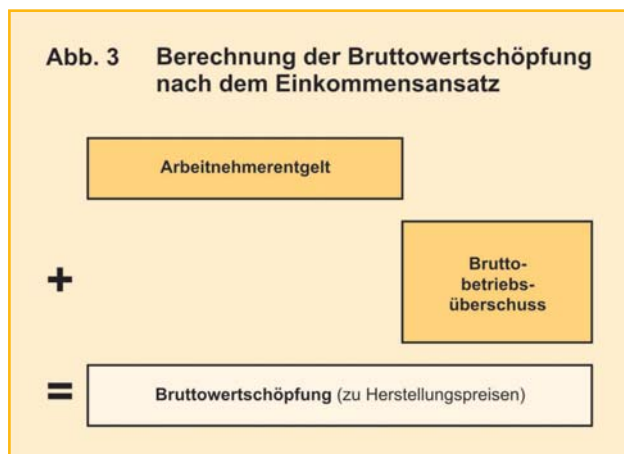 Abb. 3 Berechnung der Bruttowertschöpfung
nach dem Einkommensansatz
Arbeitnehmerentgelt
+
Brutto-
betriebs-
überschuss
=
Bruttowertschöpfung (zu Herstellungspreisen)